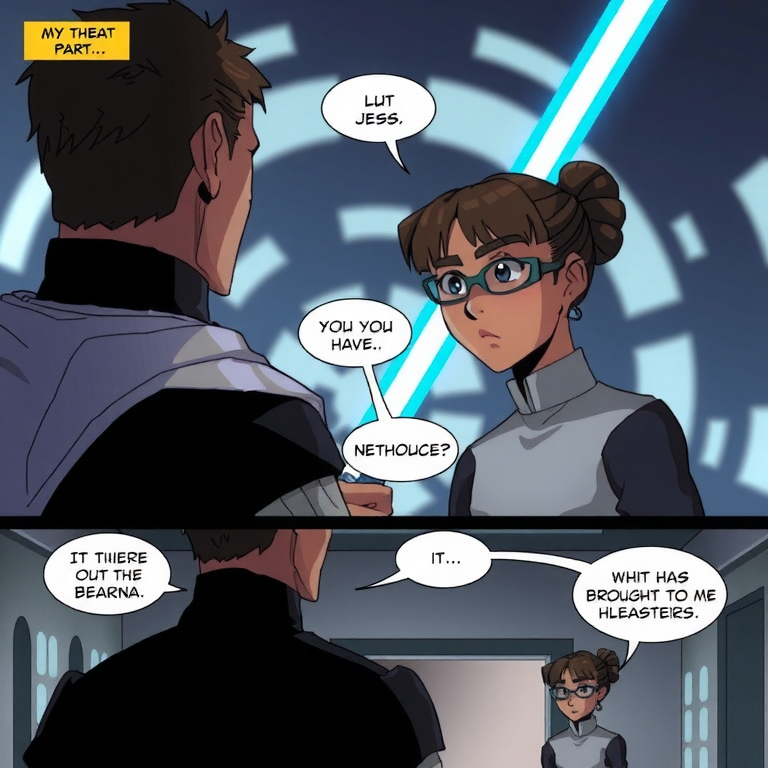 MY THEAT
PART...
LUT
JESS.
YOU YOU
HAVE..
NETHOUCE?
IT THERE
OUT THE
BEARNA.
IT...
WHIT HAS
BROUGHT TO ME
HLEASTEIRS.